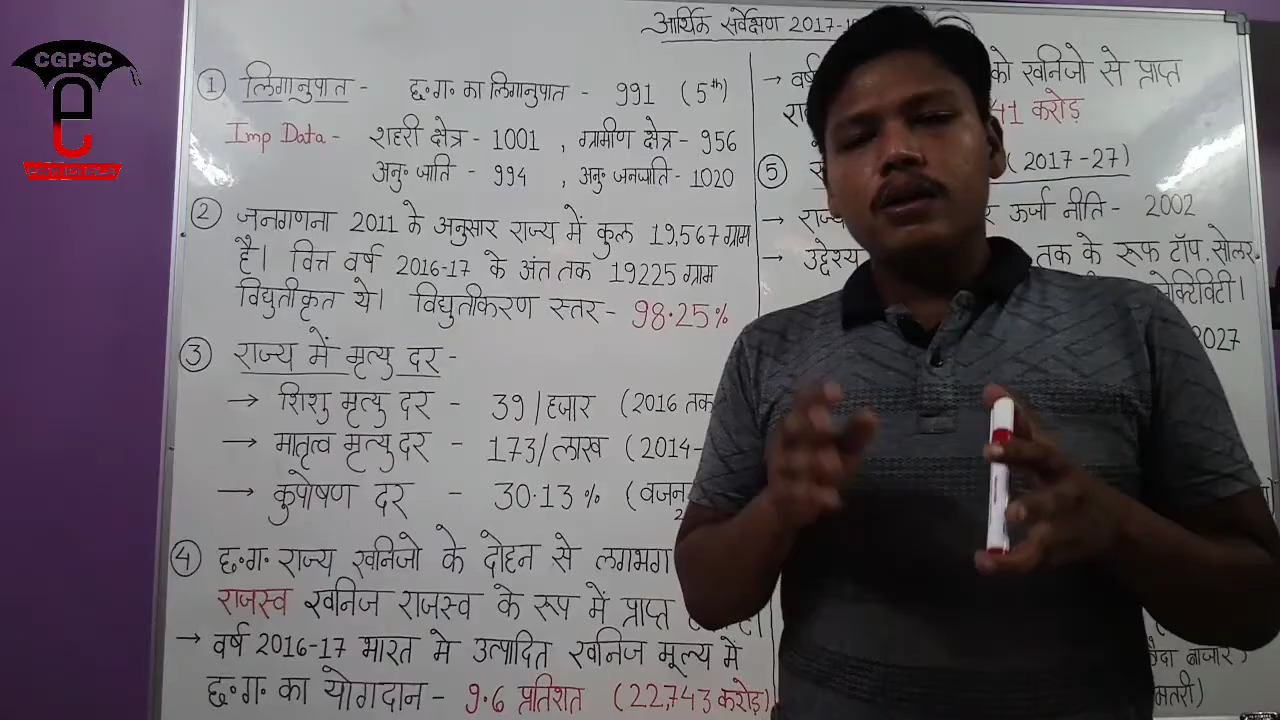 CGPSC
e
आर्थिक सर्वेक्षण 2017-1
① लिंगानुपात - छ॰ग॰ का लिंगानुपात - 991 (5th)
Imp Data - शहरी क्षेत्र - 1001 , ग्रामीण क्षेत्र - 956
अनु॰ जाति - 994 , अनु॰ जनजाति - 1020
② जनगणना 2011 के अनुसार राज्य में कुल 19,567 ग्राम
है। वित्त वर्ष 2016-17 के अंत तक 19225 ग्राम
विद्युतीकृत थे। विद्युतीकरण स्तर - 98.25%
③ राज्य में मृत्यु दर -
→ शिशु मृत्यु दर - 39/हजार (2016 तक
→ मातृत्व मृत्यु दर - 173/लाख (2014-
→ कुपोषण दर - 30.13% (वजन
④ छ॰ग॰ राज्य खनिजो के दोहन से लगभग
राजस्व खनिज राजस्व के रूप में प्राप्त
→ वर्ष 2016-17 भारत मे उत्पादित खनिज मूल्य में
छ॰ग॰ का योगदान - 9.6 प्रतिशत (22,743 करोड़)
→ को खनिजो से प्राप्त
41 करोड़
⑤ (2017-27)
→ ऊर्जा नीति - 2002
→ उद्देश्य तक के रूफ टॉप सोलर
2027
बाजार)